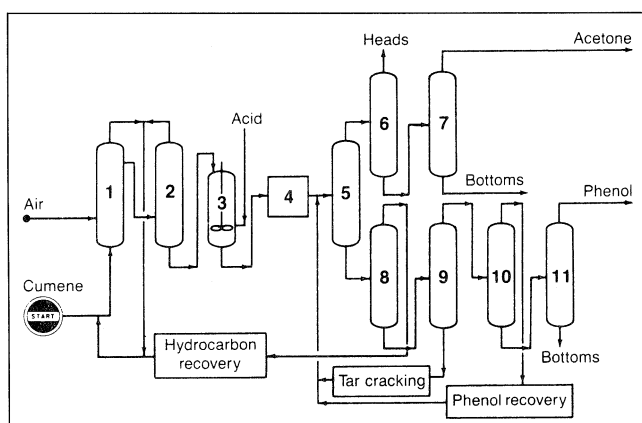 Heads
Acetone
Acid
6
7
1
2
3
4
5
Bottoms
Phenol
Air
8
9
10
11
Cumene
START
Hydrocarbon
recovery
Bottoms
Tar cracking
Phenol recovery